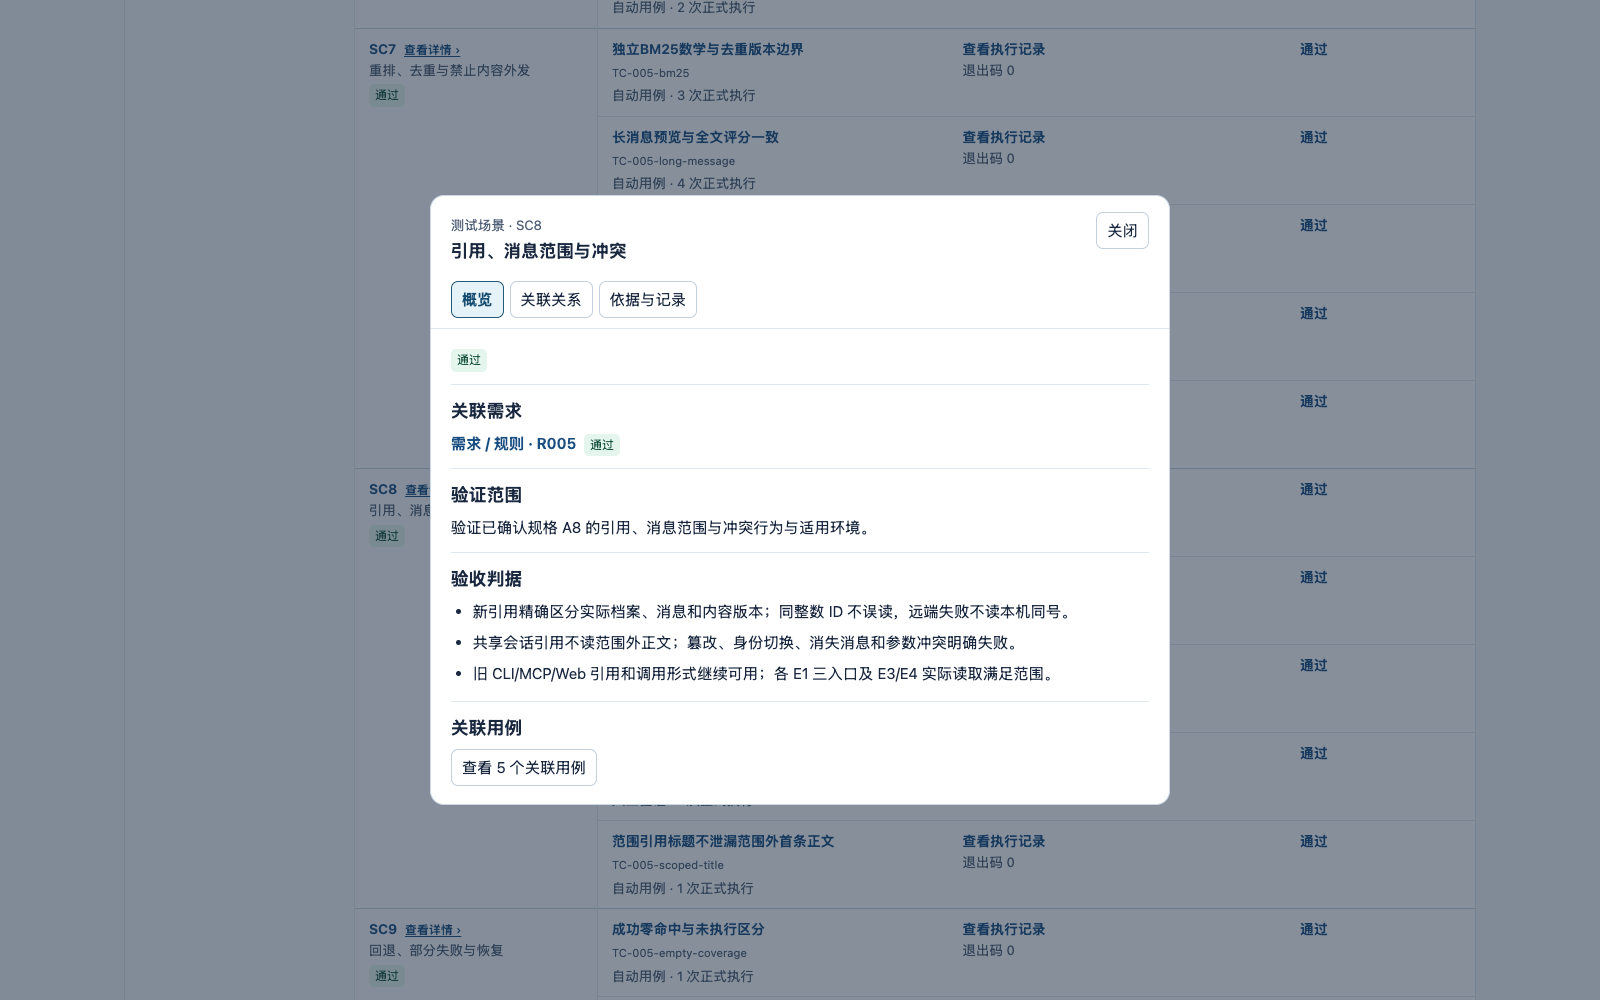 自动用例 · 2 次正式执行
SC7 查看详情 ›
重排、去重与禁止内容外发
通过
独立BM25数学与去重版本边界
TC-005-bm25
自动用例 · 3 次正式执行
查看执行记录
退出码 0
通过
长消息预览与全文评分一致
TC-005-long-message
自动用例 · 4 次正式执行
查看执行记录
退出码 0
通过
通过
通过
通过
测试场景 · SC8
引用、消息范围与冲突
关闭
概览
关联关系
依据与记录
通过
关联需求
需求 / 规则 · R005 通过
验证范围
验证已确认规格 A8 的引用、消息范围与冲突行为与适用环境。
验收判据
• 新引用精确区分实际档案、消息和内容版本；同整数 ID 不误读，远端失败不读本机同号。
• 共享会话引用不读范围外正文；篡改、身份切换、消失消息和参数冲突明确失败。
• 旧 CLI/MCP/Web 引用和调用形式继续可用；各 E1 三入口及 E3/E4 实际读取满足范围。
关联用例
查看 5 个关联用例
SC8 查看
引用、消息
通过
通过
通过
通过
通过
范围引用标题不泄漏范围外首条正文
TC-005-scoped-title
自动用例 · 1 次正式执行
查看执行记录
退出码 0
通过
SC9 查看详情 ›
回退、部分失败与恢复
通过
成功零命中与未执行区分
TC-005-empty-coverage
自动用例 · 1 次正式执行
查看执行记录
退出码 0
通过